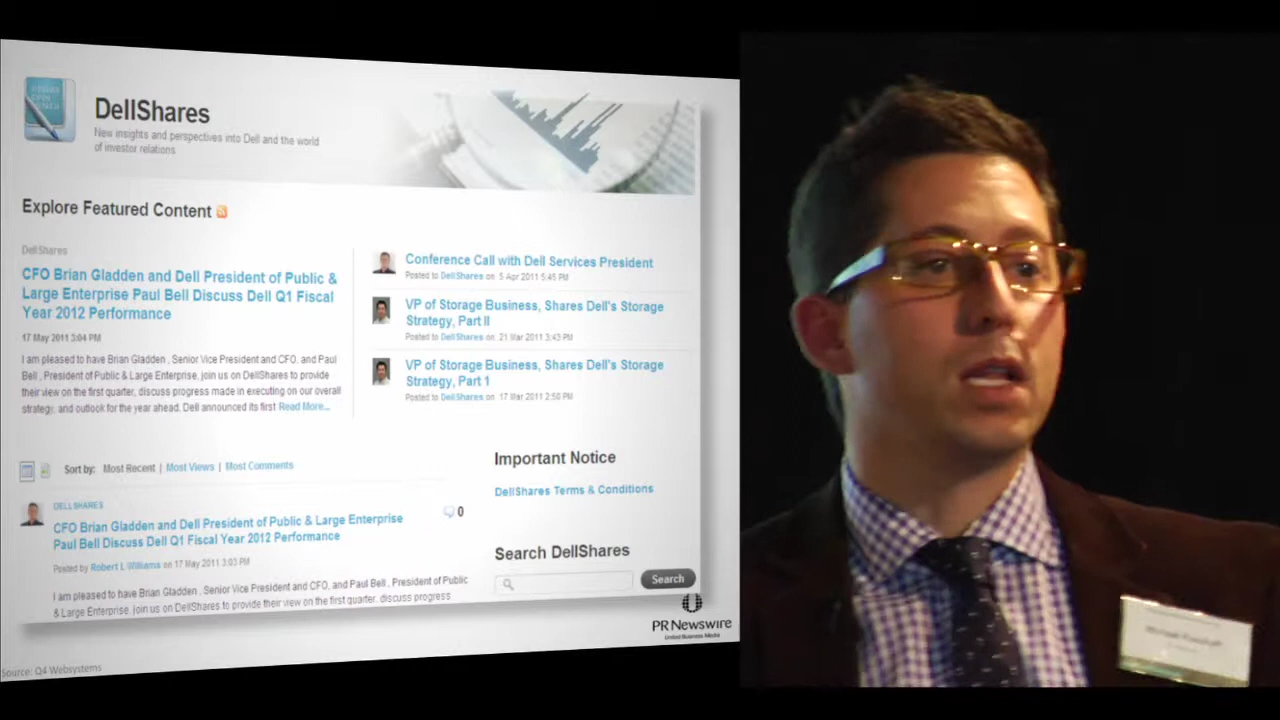 DellShares
New insights and perspectives into Dell and the world
of investor relations
Explore Featured Content
DellShares
CFO Brian Gladden and Dell President of Public &
Large Enterprise Paul Bell Discuss Dell Q1 Fiscal
Year 2012 Performance
17 May 2011 3:04 PM
I am pleased to have Brian Gladden , Senior Vice President and CFO, and Paul
Bell , President of Public & Large Enterprise, join us on DellShares to provide
their view on the first quarter, discuss progress made in executing on our overall
strategy, and outlook for the year ahead. Dell announced its first Read More...
Conference Call with Dell Services President
Posted to DellShares on 5 Apr 2011 5:45 PM
VP of Storage Business, Shares Dell's Storage
Strategy, Part II
Posted to DellShares on 21 Mar 2011 3:43 PM
VP of Storage Business, Shares Dell's Storage
Strategy, Part 1
Posted to DellShares on 17 Mar 2011 2:50 PM
Sort by: Most Recent | Most Views | Most Comments
DELLSHARES
CFO Brian Gladden and Dell President of Public & Large Enterprise
Paul Bell Discuss Dell Q1 Fiscal Year 2012 Performance
0
Posted by Robert L Williams on 17 May 2011 3:03 PM
I am pleased to have Brian Gladden , Senior Vice President and CFO, and Paul Bell , President of Public
& Large Enterprise, join us on DellShares to provide their view on the first quarter, discuss progress
Important Notice
DellShares Terms & Conditions
Search DellShares
Search
PR Newswire
United Business Media
Source: Q4 Websystems